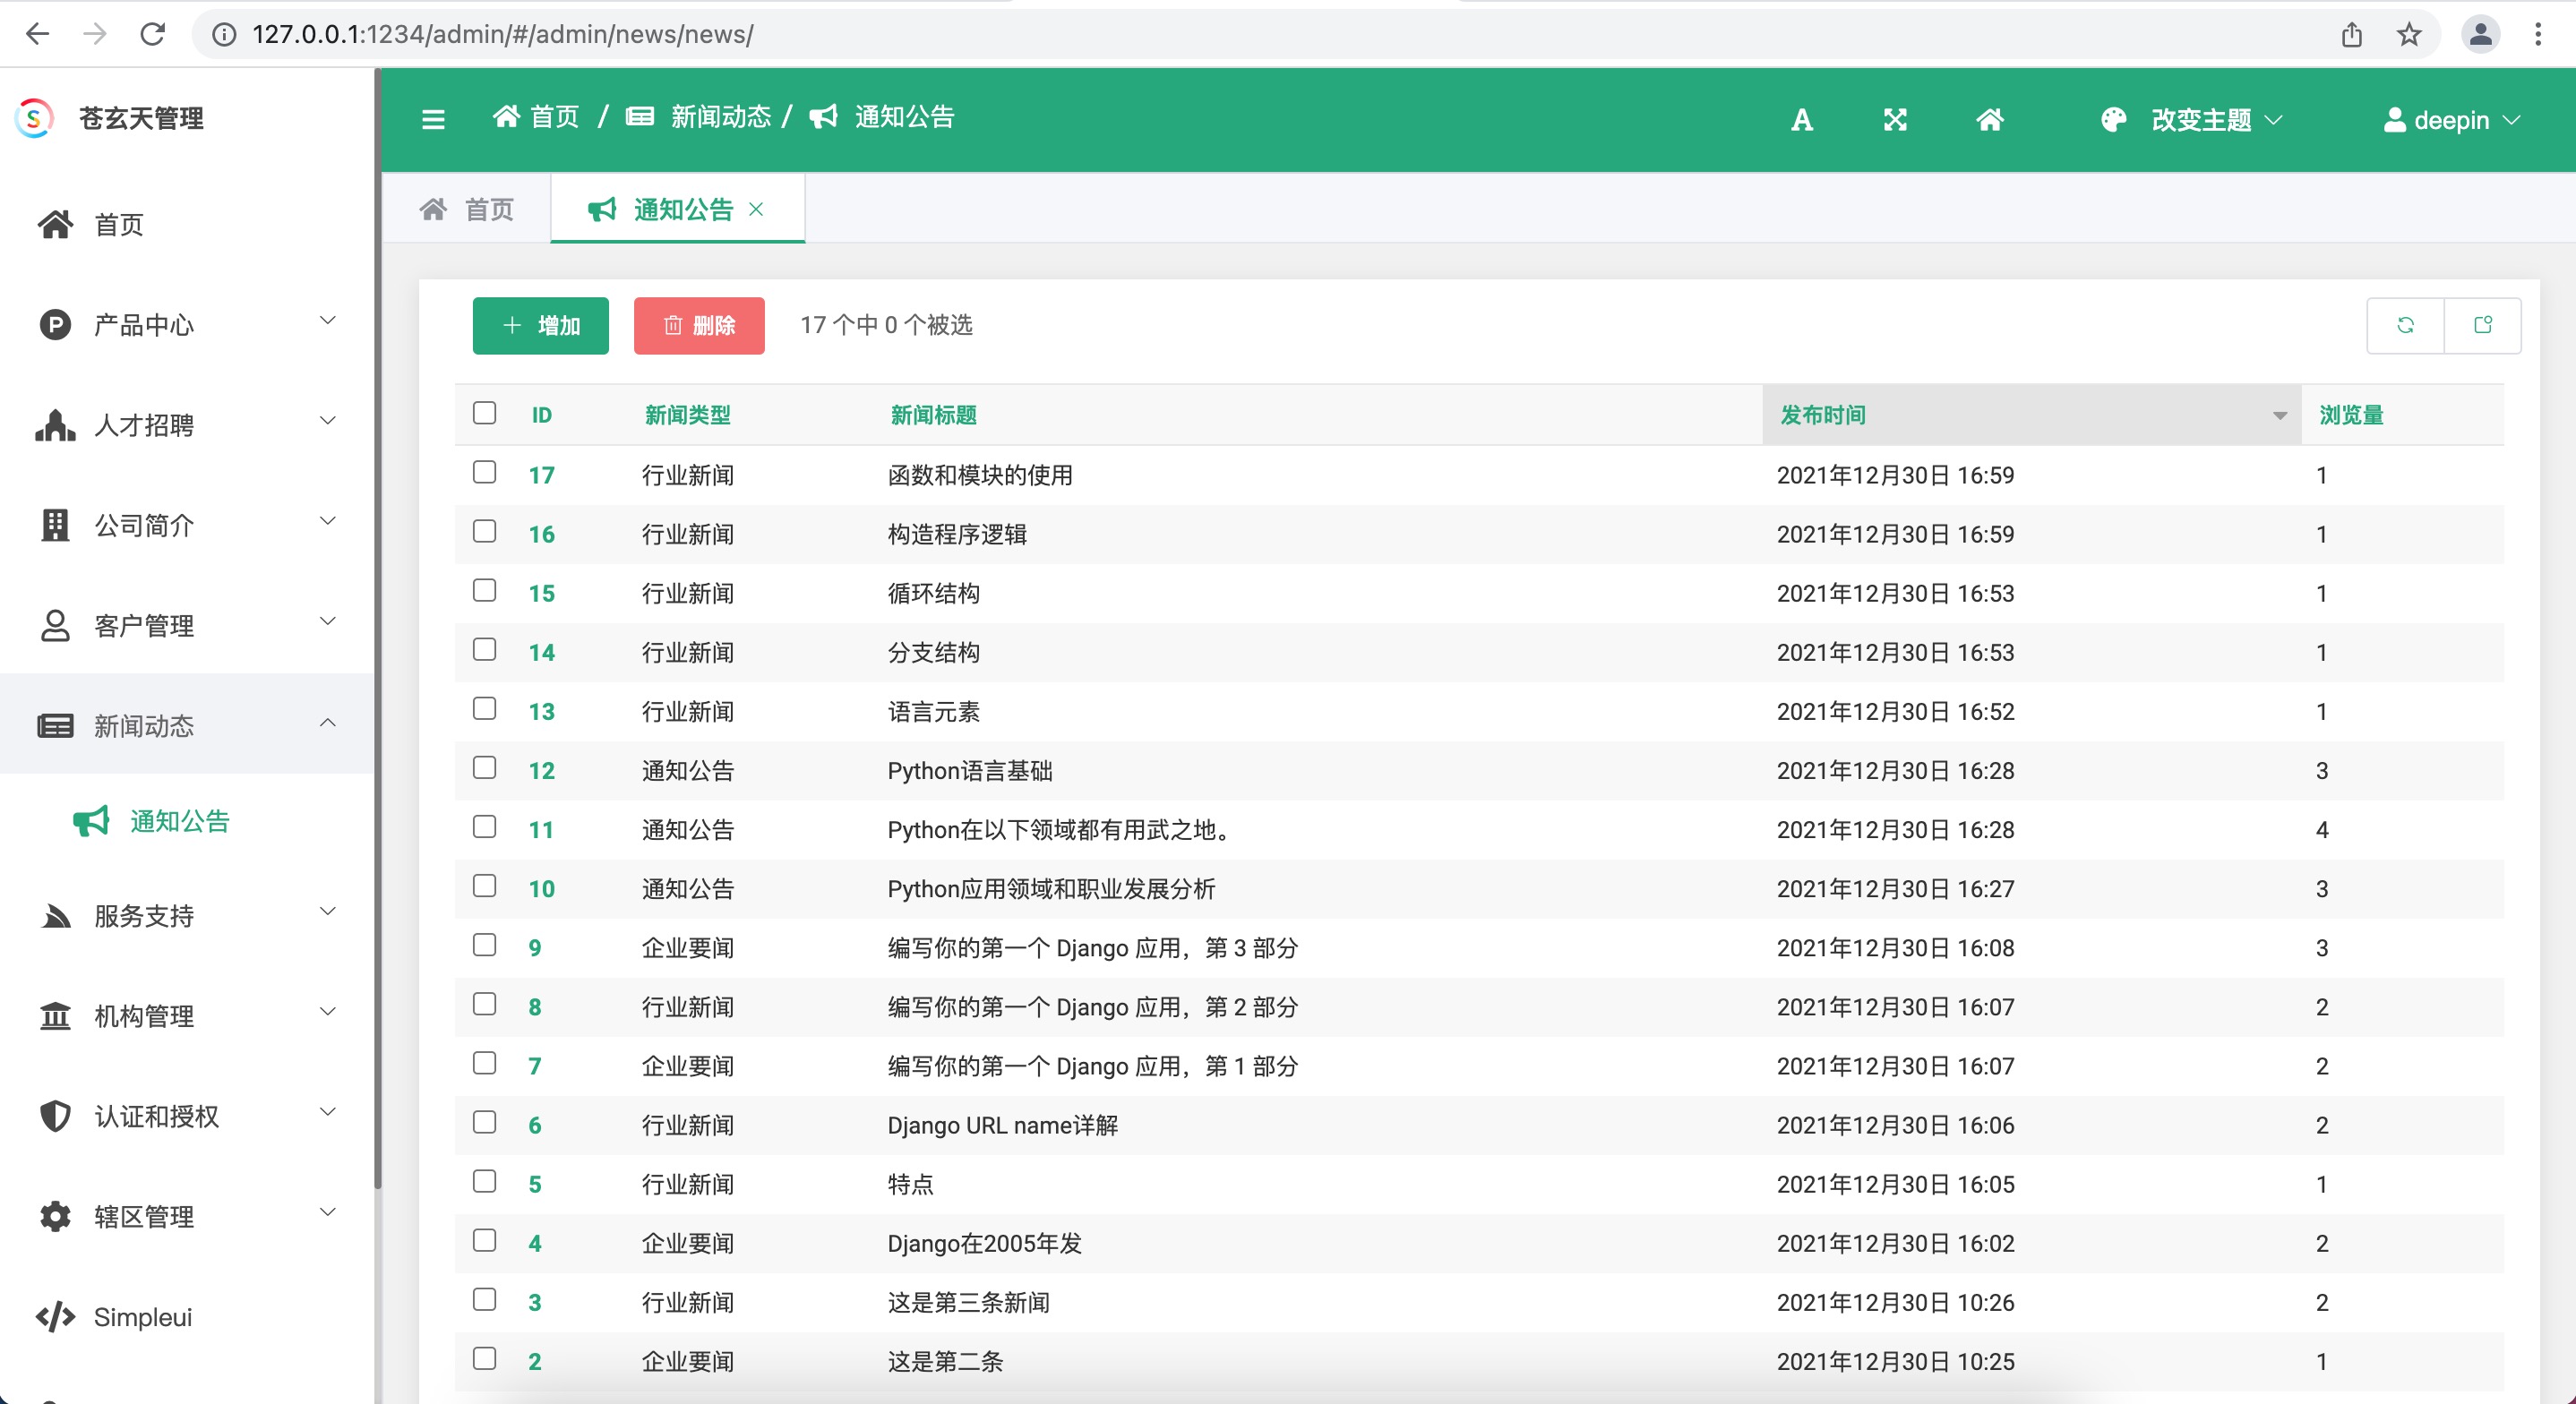 127.0.0.1:1234/admin/#/admin/news/news/
苍玄天管理
首页 / 新闻动态 / 通知公告
A
改变主题
deepin
首页
通知公告
首页
产品中心
人才招聘
公司简介
客户管理
新闻动态
通知公告
服务支持
机构管理
认证和授权
辖区管理
Simpleui
增加
删除
17 个中 0 个被选
ID 新闻类型 新闻标题 发布时间 浏览量
17 行业新闻 函数和模块的使用 2021年12月30日 16:59 1
16 行业新闻 构造程序逻辑 2021年12月30日 16:59 1
15 行业新闻 循环结构 2021年12月30日 16:53 1
14 行业新闻 分支结构 2021年12月30日 16:53 1
13 行业新闻 语言元素 2021年12月30日 16:52 1
12 通知公告 Python语言基础 2021年12月30日 16:28 3
11 通知公告 Python在以下领域都有用武之地。 2021年12月30日 16:28 4
10 通知公告 Python应用领域和职业发展分析 2021年12月30日 16:27 3
9 企业要闻 编写你的第一个 Django 应用，第 3 部分 2021年12月30日 16:08 3
8 行业新闻 编写你的第一个 Django 应用，第 2 部分 2021年12月30日 16:07 2
7 企业要闻 编写你的第一个 Django 应用，第 1 部分 2021年12月30日 16:07 2
6 行业新闻 Django URL name详解 2021年12月30日 16:06 2
5 行业新闻 特点 2021年12月30日 16:05 1
4 企业要闻 Django在2005年发 2021年12月30日 16:02 2
3 行业新闻 这是第三条新闻 2021年12月30日 10:26 2
2 企业要闻 这是第二条 2021年12月30日 10:25 1